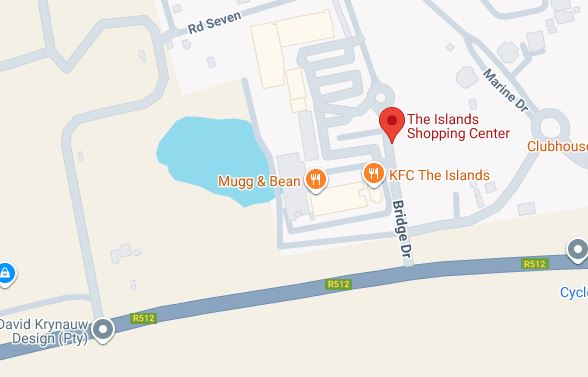 Rd Seven
Marine Dr
The Islands
Shopping Center
Clubhouse
Mugg & Bean
KFC The Islands
Bridge Dr
R512
R512
R512
Cycl
David Krynauw
Design (Pty)